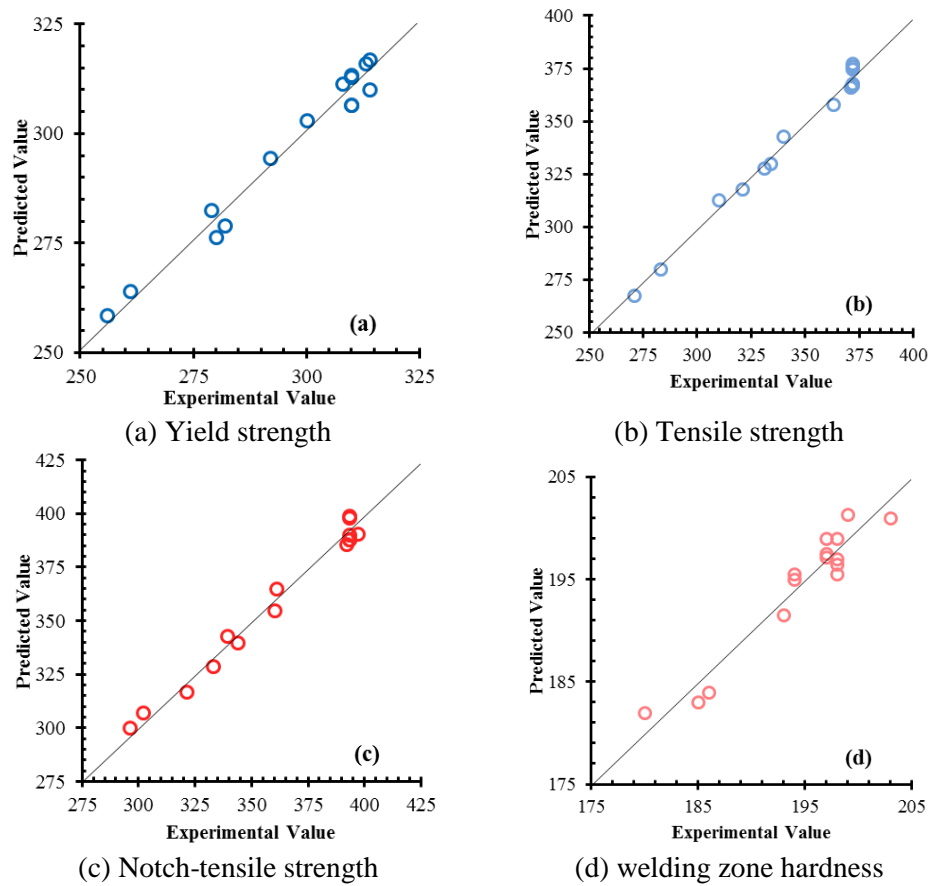 325
300
275
250
250
275
300
325
Predicted Value
Experimental Value
(a)
(a) Yield strength
400
375
350
325
300
275
250
250
275
300
325
350
375
400
Predicted Value
Experimental Value
(b)
(b) Tensile strength
425
400
375
350
325
300
275
275
300
325
350
375
400
425
Predicted Value
Experimental Value
(c)
(c) Notch-tensile strength
205
195
185
175
175
185
195
205
Predicted Value
Experimental Value
(d)
(d) welding zone hardness